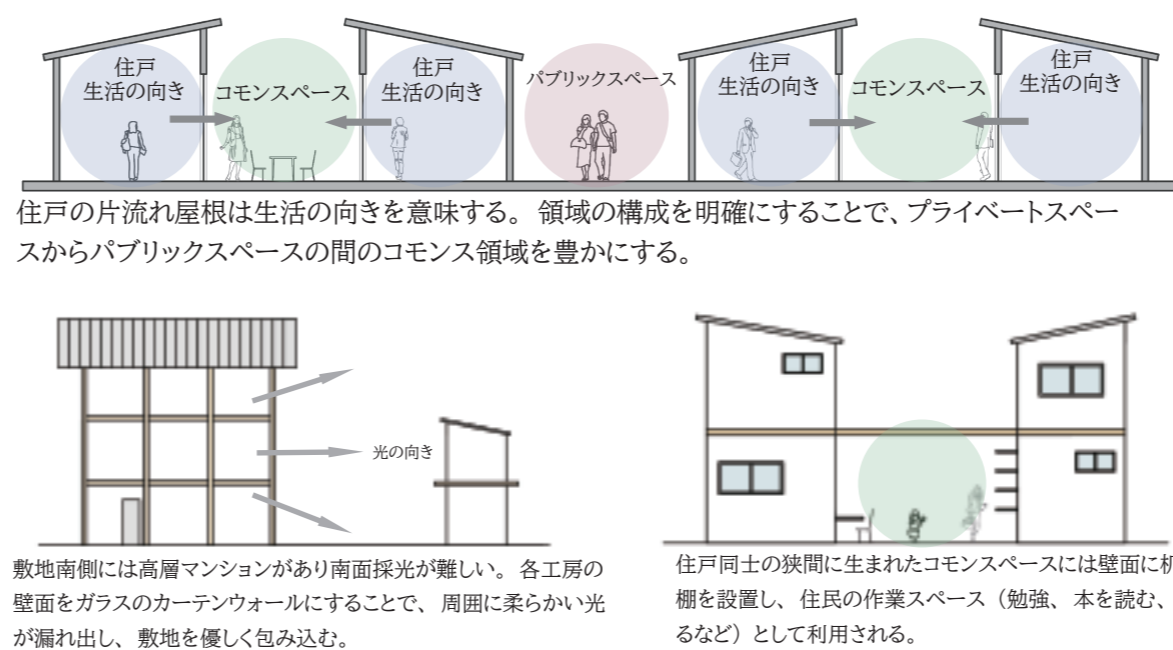 住戸
生活の向き
コモンスペース
住戸
生活の向き
パブリックスペース
住戸
生活の向き
コモンスペース
住戸
生活の向き
住戸の片流れ屋根は生活の向きを意味する。領域の構成を明確にすることで、プライベートスペー
スからパブリックスペースの間のコモンス領域を豊かにする。
光の向き
敷地南側には高層マンションがあり南面採光が難しい。各工房の
壁面をガラスのカーテンウォールにすることで、周囲に柔らかい光
が漏れ出し、敷地を優しく包み込む。
住戸同士の狭間に生まれたコモンスペースには壁面に
棚を設置し、住民の作業スペース（勉強、本を読む、
るなど）として利用される。